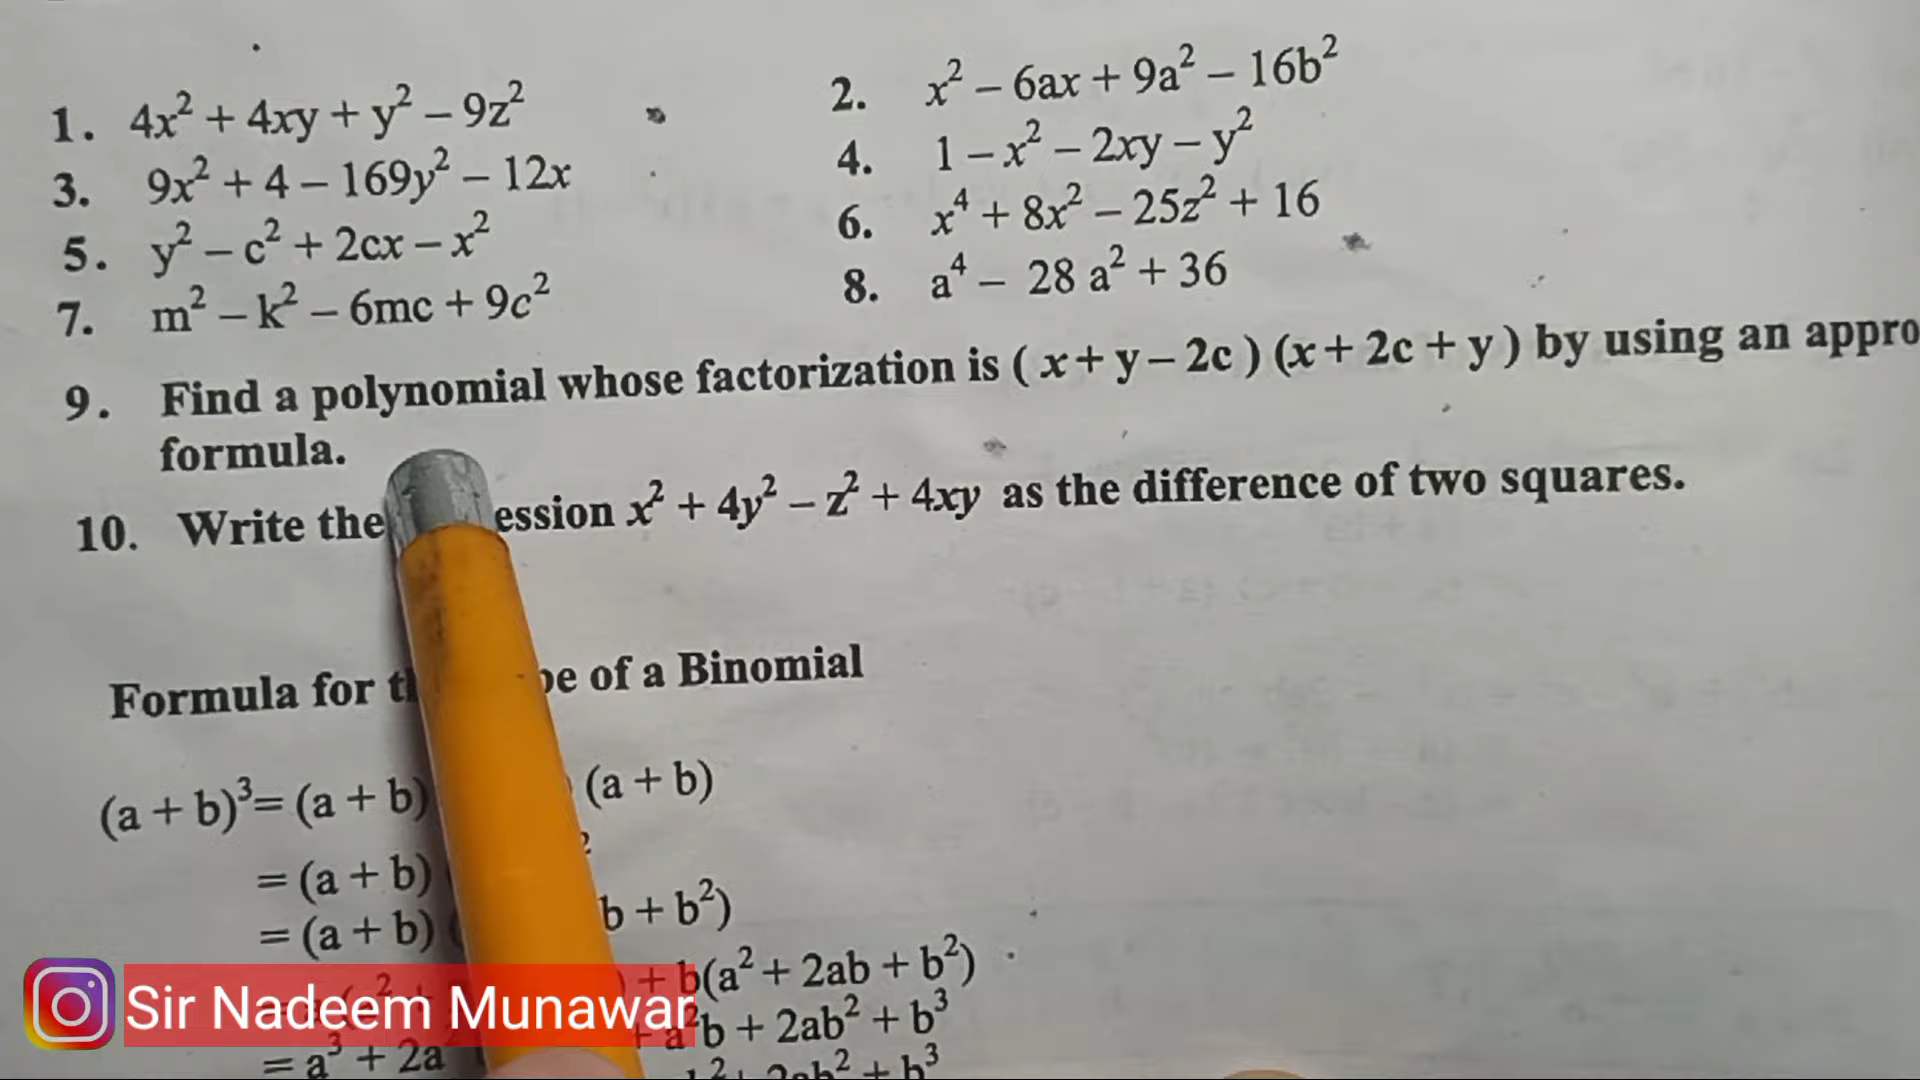 1. 4x² + 4xy + y² – 9z²
2. x² – 6ax + 9a² – 16b²
3. 9x² + 4 – 169y² – 12x
4. 1 – x² – 2xy – y²
5. y² – c² + 2cx – x²
6. x⁴ + 8x² – 25z² + 16
7. m² – k² – 6mc + 9c²
8. a⁴ – 28 a² + 36
9. Find a polynomial whose factorization is ( x + y – 2c ) (x + 2c + y ) by using an appro
formula.
10. Write the ession x² + 4y² – z² + 4xy as the difference of two squares.
Formula for be of a Binomial
(a + b)³= (a + b) (a + b)
= (a + b)
= (a + b) b + b²)
+ b(a² + 2ab + b²)
Sir Nadeem Munawar
+ a²b + 2ab² + b³
= a³ + 2a
+ b³